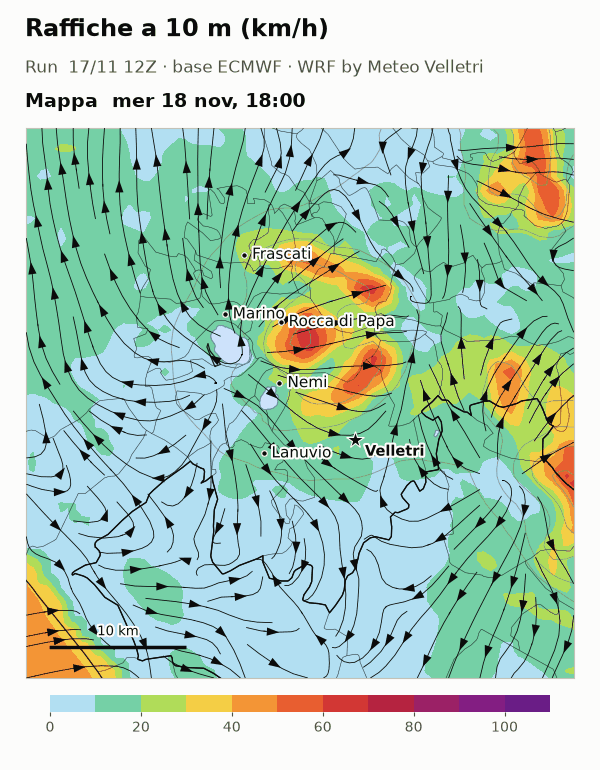 Raffiche a 10 m (km/h)
Run  17/11 12Z · base ECMWF · WRF by Meteo Velletri
Mappa  mer 18 nov, 18:00
Frascati
Marino
Rocca di Papa
Nemi
Velletri
Lanuvio
10 km
0 20 40 60 80 100